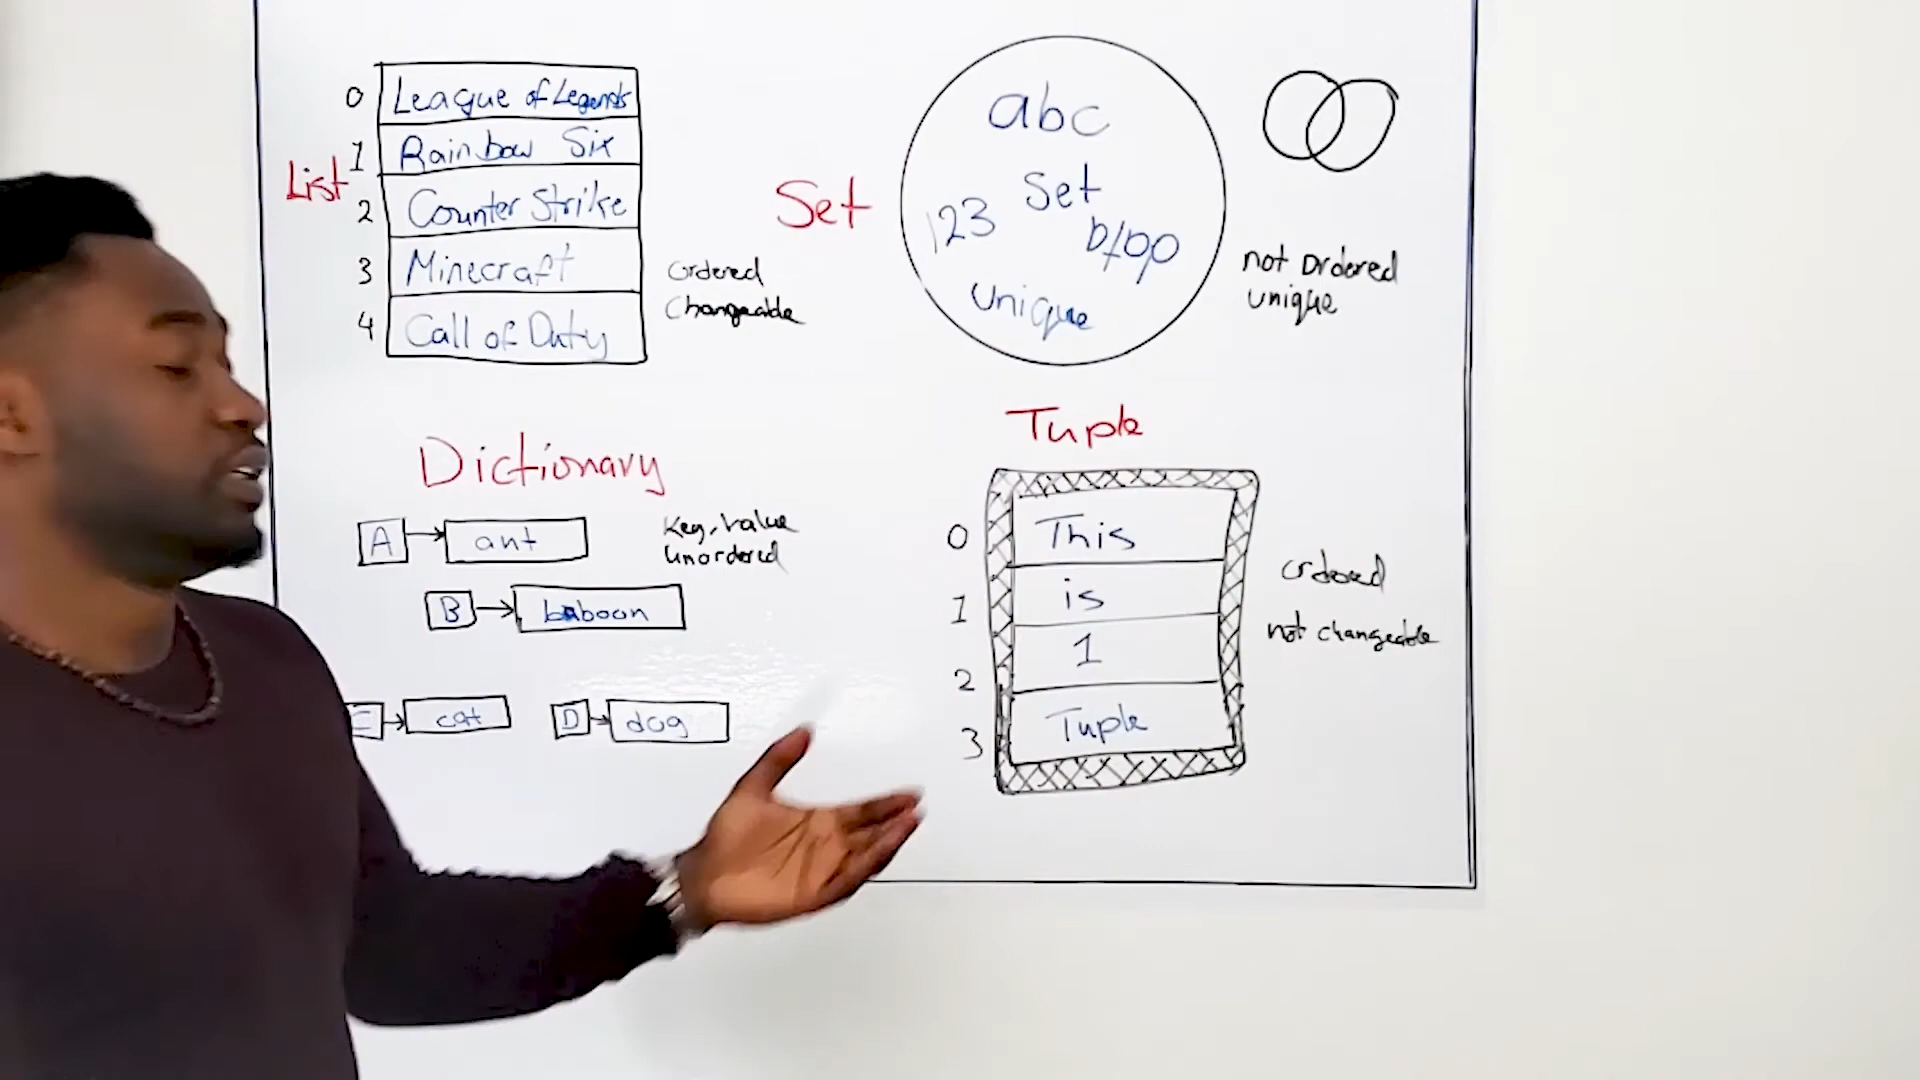 List
0 League of Legends
1 Rainbow Six
2 Counter Strike
3 Minecraft
4 Call of Duty
Ordered
Changeable
Set
abc
Set
123
unique
not Ordered
unique
Dictionary
A ant
B baboon
C cat
D dog
Key, Value
Unordered
Tuple
0 This
1 is
2 1
3 Tuple
ordered
not changeable